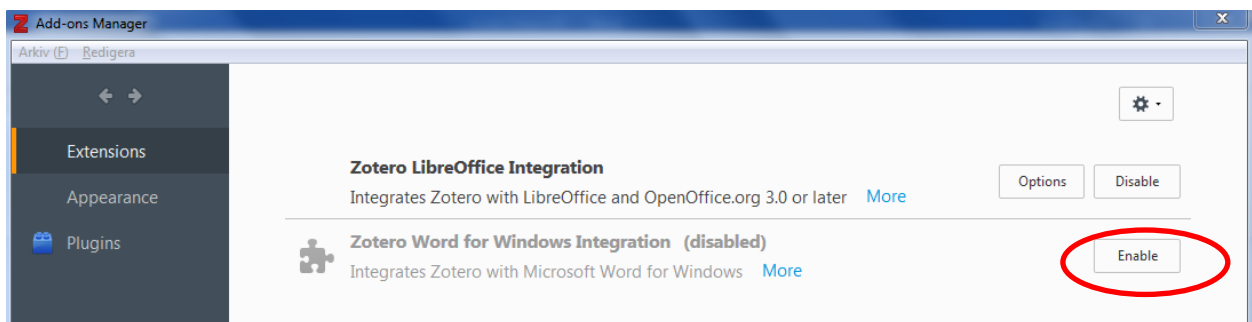 Z Add-ons Manager X
Arkiv (F) Redigera
Extensions
Appearance
Plugins
Zotero LibreOffice Integration
Integrates Zotero with LibreOffice and OpenOffice.org 3.0 or later More
Options Disable
Zotero Word for Windows Integration (disabled)
Integrates Zotero with Microsoft Word for Windows More
Enable